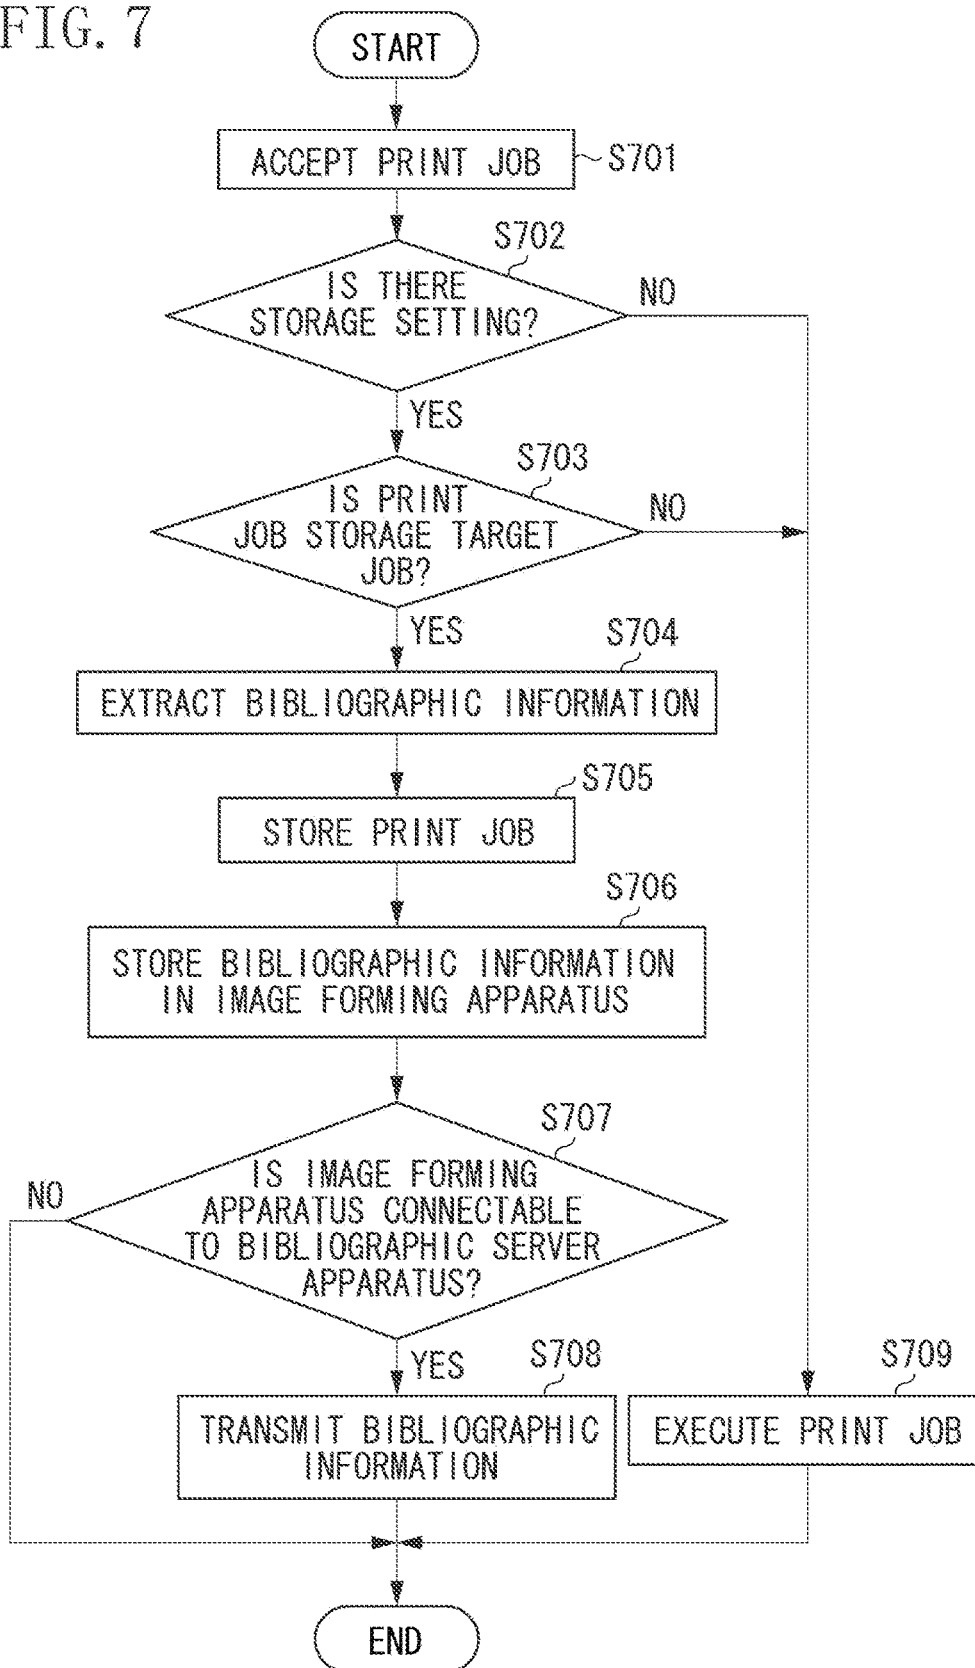 FIG. 7
START
ACCEPT PRINT JOB
S701
S702
IS THERE
STORAGE SETTING?
NO
YES
S703
IS PRINT
JOB STORAGE TARGET
JOB?
NO
YES
S704
EXTRACT BIBLIOGRAPHIC INFORMATION
S705
STORE PRINT JOB
S706
STORE BIBLIOGRAPHIC INFORMATION
IN IMAGE FORMING APPARATUS
S707
IS IMAGE FORMING
APPARATUS CONNECTABLE
TO BIBLIOGRAPHIC SERVER
APPARATUS?
NO
YES
S708
TRANSMIT BIBLIOGRAPHIC
INFORMATION
S709
EXECUTE PRINT JOB
END